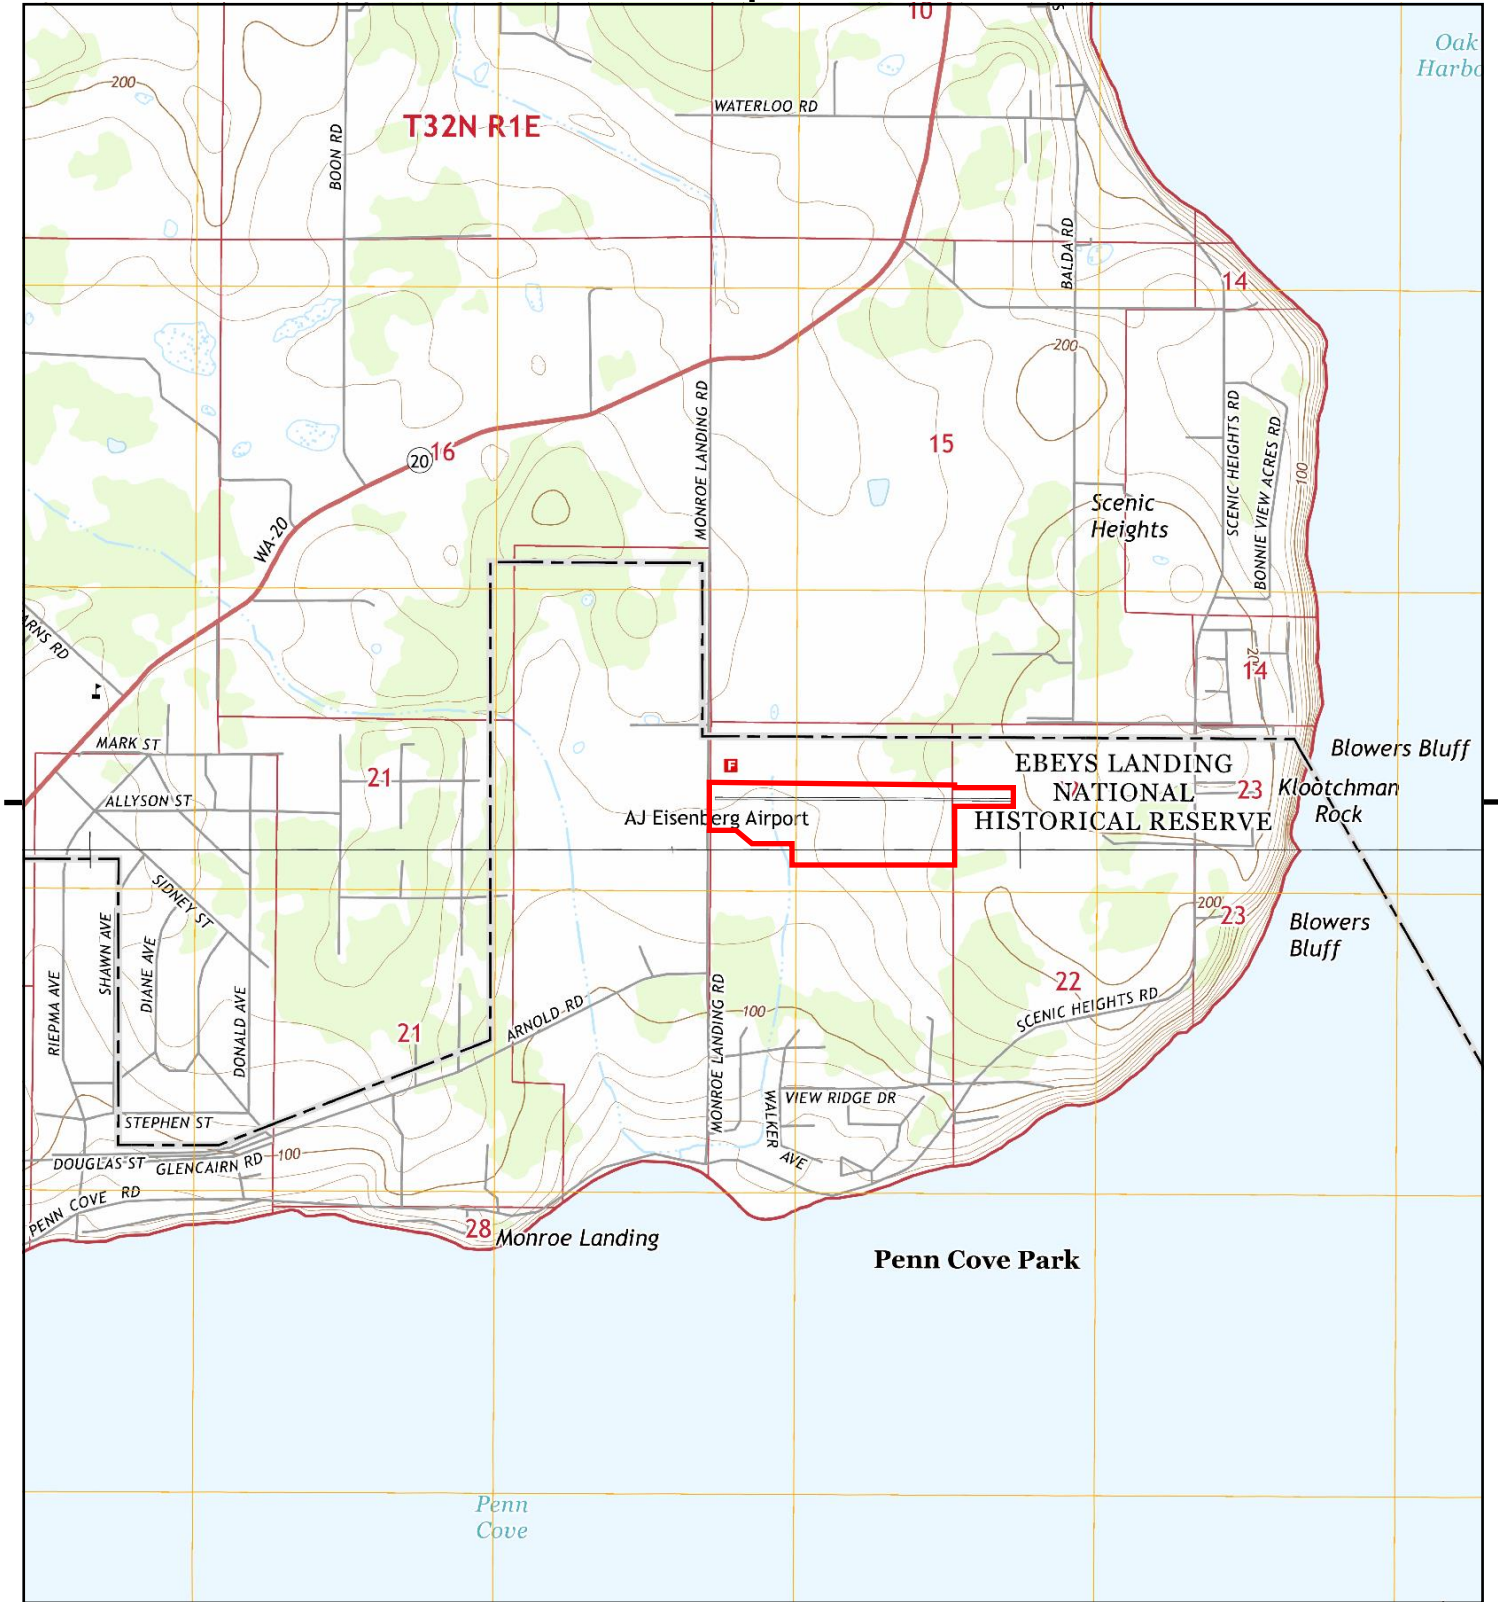 10
Oak
200
WATERLOO RD
T32N R1E
BOON RD
BALDA RD
14
200
MONROE LANDING RD
15
SCENIC HEIGHTS RD
BONNIE VIEW ACRES RD
16
20
100
Scenic
Heights
WA-20
14
MARK ST
21
F
EBEYS LANDING
NATIONAL
HISTORICAL RESERVE
Blowers Bluff
23
Klootchman
Rock
ALLYSON ST
AJ Eisenberg Airport
SIDNEY ST
SHAWN AVE
DIANE AVE
RIEPMA AVE
DONALD AVE
200
23
Blowers
Bluff
22
21
ARNOLD RD
MONROE LANDING RD
100
SCENIC HEIGHTS RD
VIEW RIDGE DR
WALKER
AVE
STEPHEN ST
DOUGLAS ST
GLENCAIRN RD
100
PENN COVE RD
28
Monroe Landing
Penn Cove Park
Penn
Cove